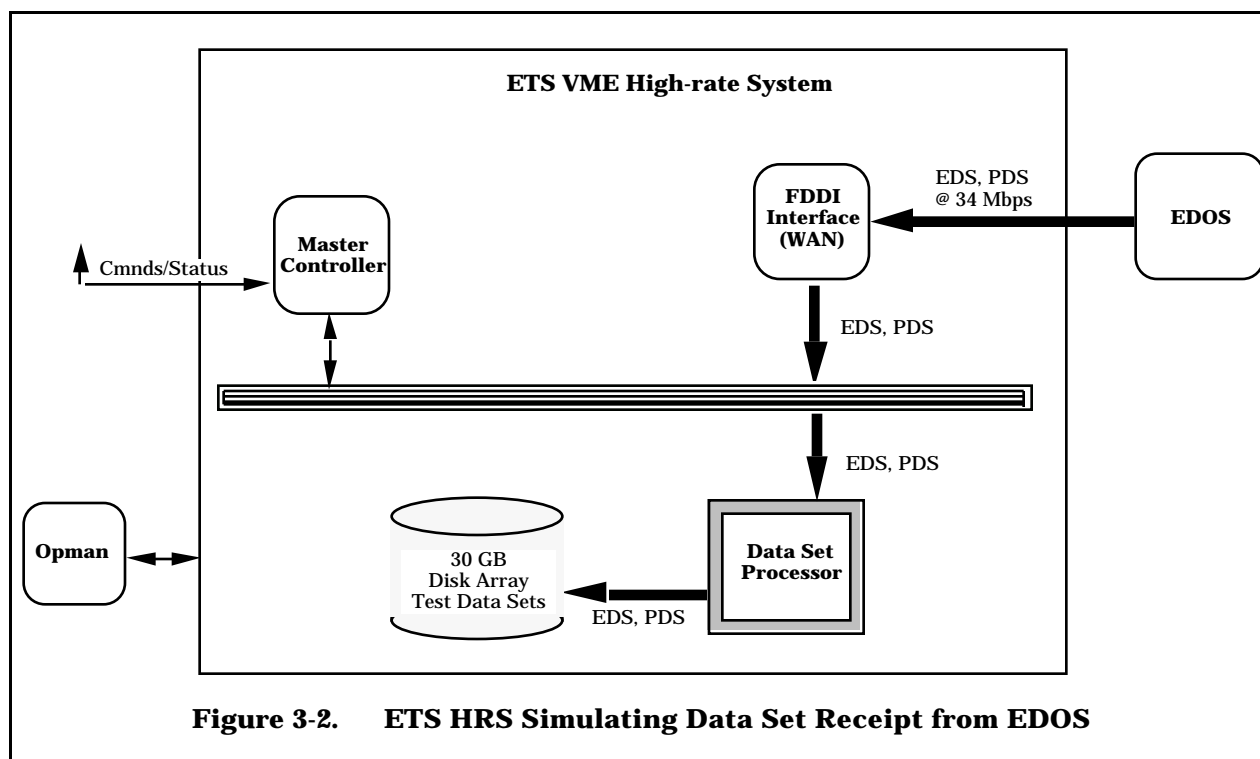 ETS VME High-rate System
EDS, PDS
@ 34 Mbps
FDDI
Interface
(WAN)
EDOS
Master
Controller
Cmnds/Status
EDS, PDS
EDS, PDS
Opman
30 GB
Disk Array
Test Data Sets
Data Set
Processor
EDS, PDS
Figure 3-2. ETS HRS Simulating Data Set Receipt from EDOS